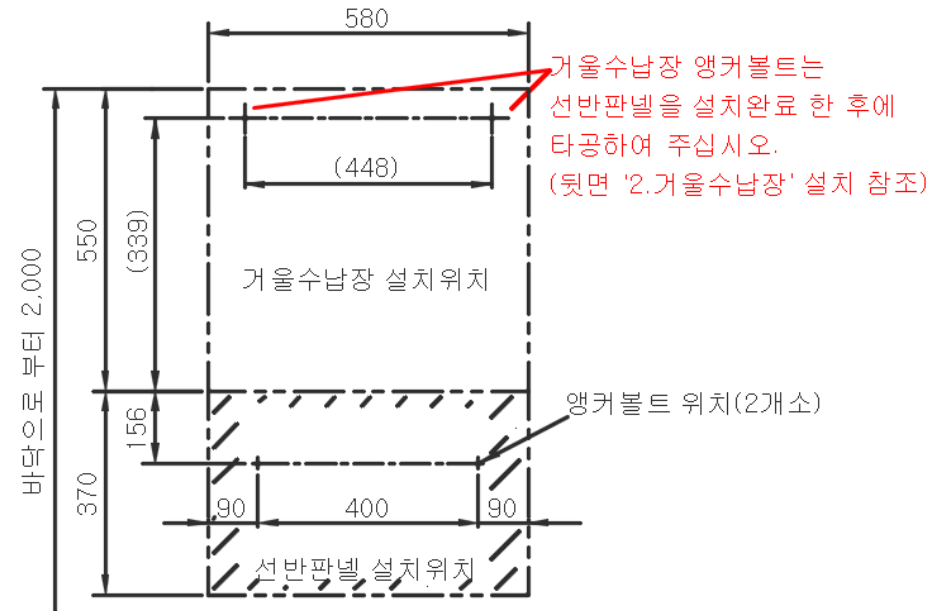 580
거울수납장 앵커볼트는
선반판넬을 설치완료 한 후에
타공하여 주십시오.
(뒷면 '2.거울수납장' 설치 참조)
(448)
550
(339)
바닥으로 부터 2,000
거울수납장 설치위치
앵커볼트 위치(2개소)
156
370
90
400
90
선반판넬 설치위치